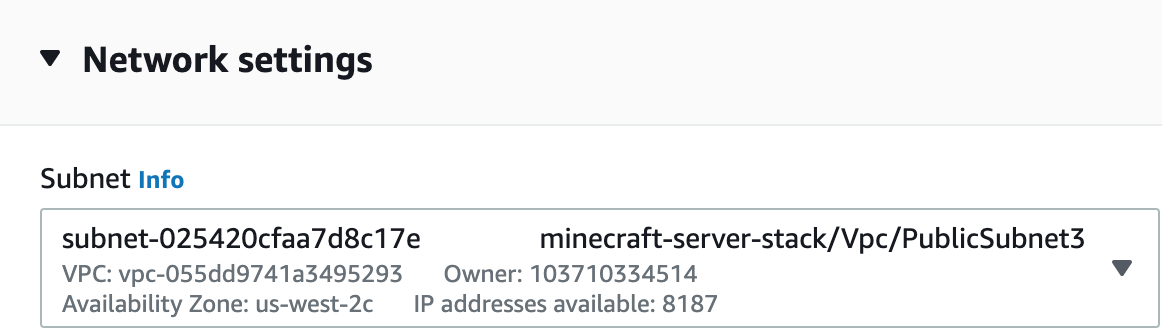 Network settings
Subnet Info
subnet-025420cfaa7d8c17e minecraft-server-stack/Vpc/PublicSubnet3
VPC: vpc-055dd9741a3495293 Owner: 103710334514
Availability Zone: us-west-2c IP addresses available: 8187